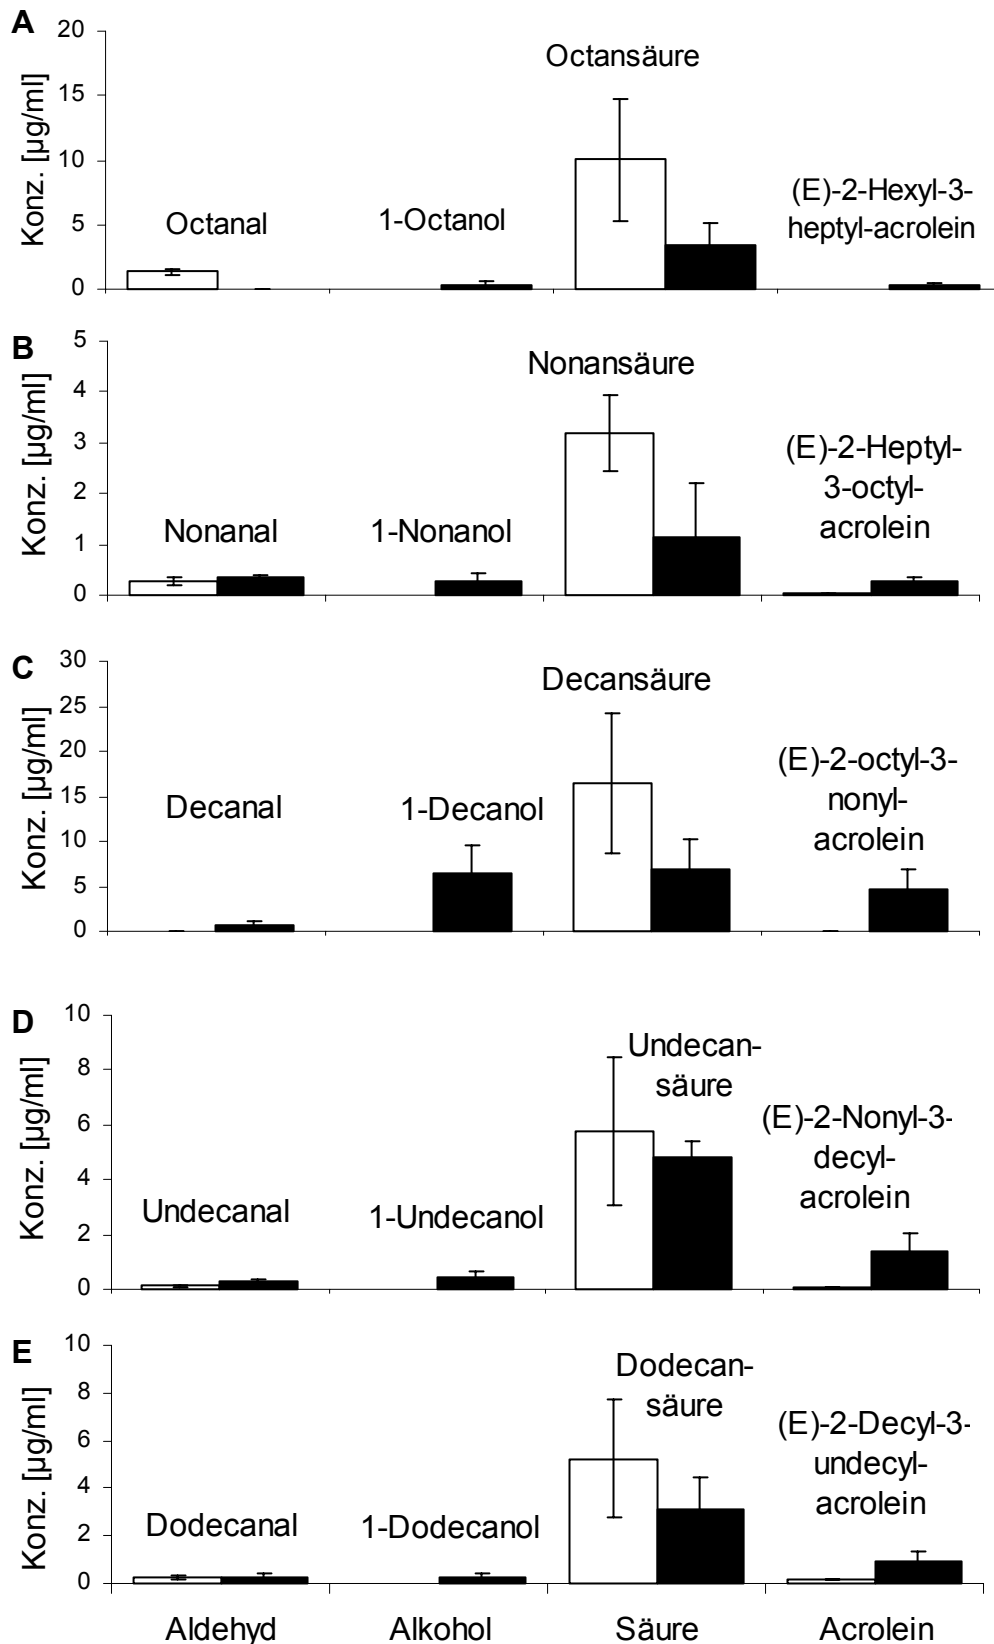 A
Konz. [µg/ml]
20
15
10
5
0
Octanal
1-Octanol
Octansäure
(E)-2-Hexyl-3-
heptyl-acrolein
B
Konz. [µg/ml]
5
4
3
2
1
0
Nonanal
1-Nonanol
Nonansäure
(E)-2-Heptyl-
3-octyl-
acrolein
C
Konz. [µg/ml]
30
25
20
15
10
5
0
Decanal
1-Decanol
Decansäure
(E)-2-octyl-3-
nonyl-
acrolein
D
Konz. [µg/ml]
10
8
6
4
2
0
Undecanal
1-Undecanol
Undecan-
säure
(E)-2-Nonyl-3-
decyl-
acrolein
E
Konz. [µg/ml]
10
8
6
4
2
0
Dodecanal
1-Dodecanol
Dodecan-
säure
(E)-2-Decyl-3-
undecyl-
acrolein
Aldehyd Alkohol Säure Acrolein